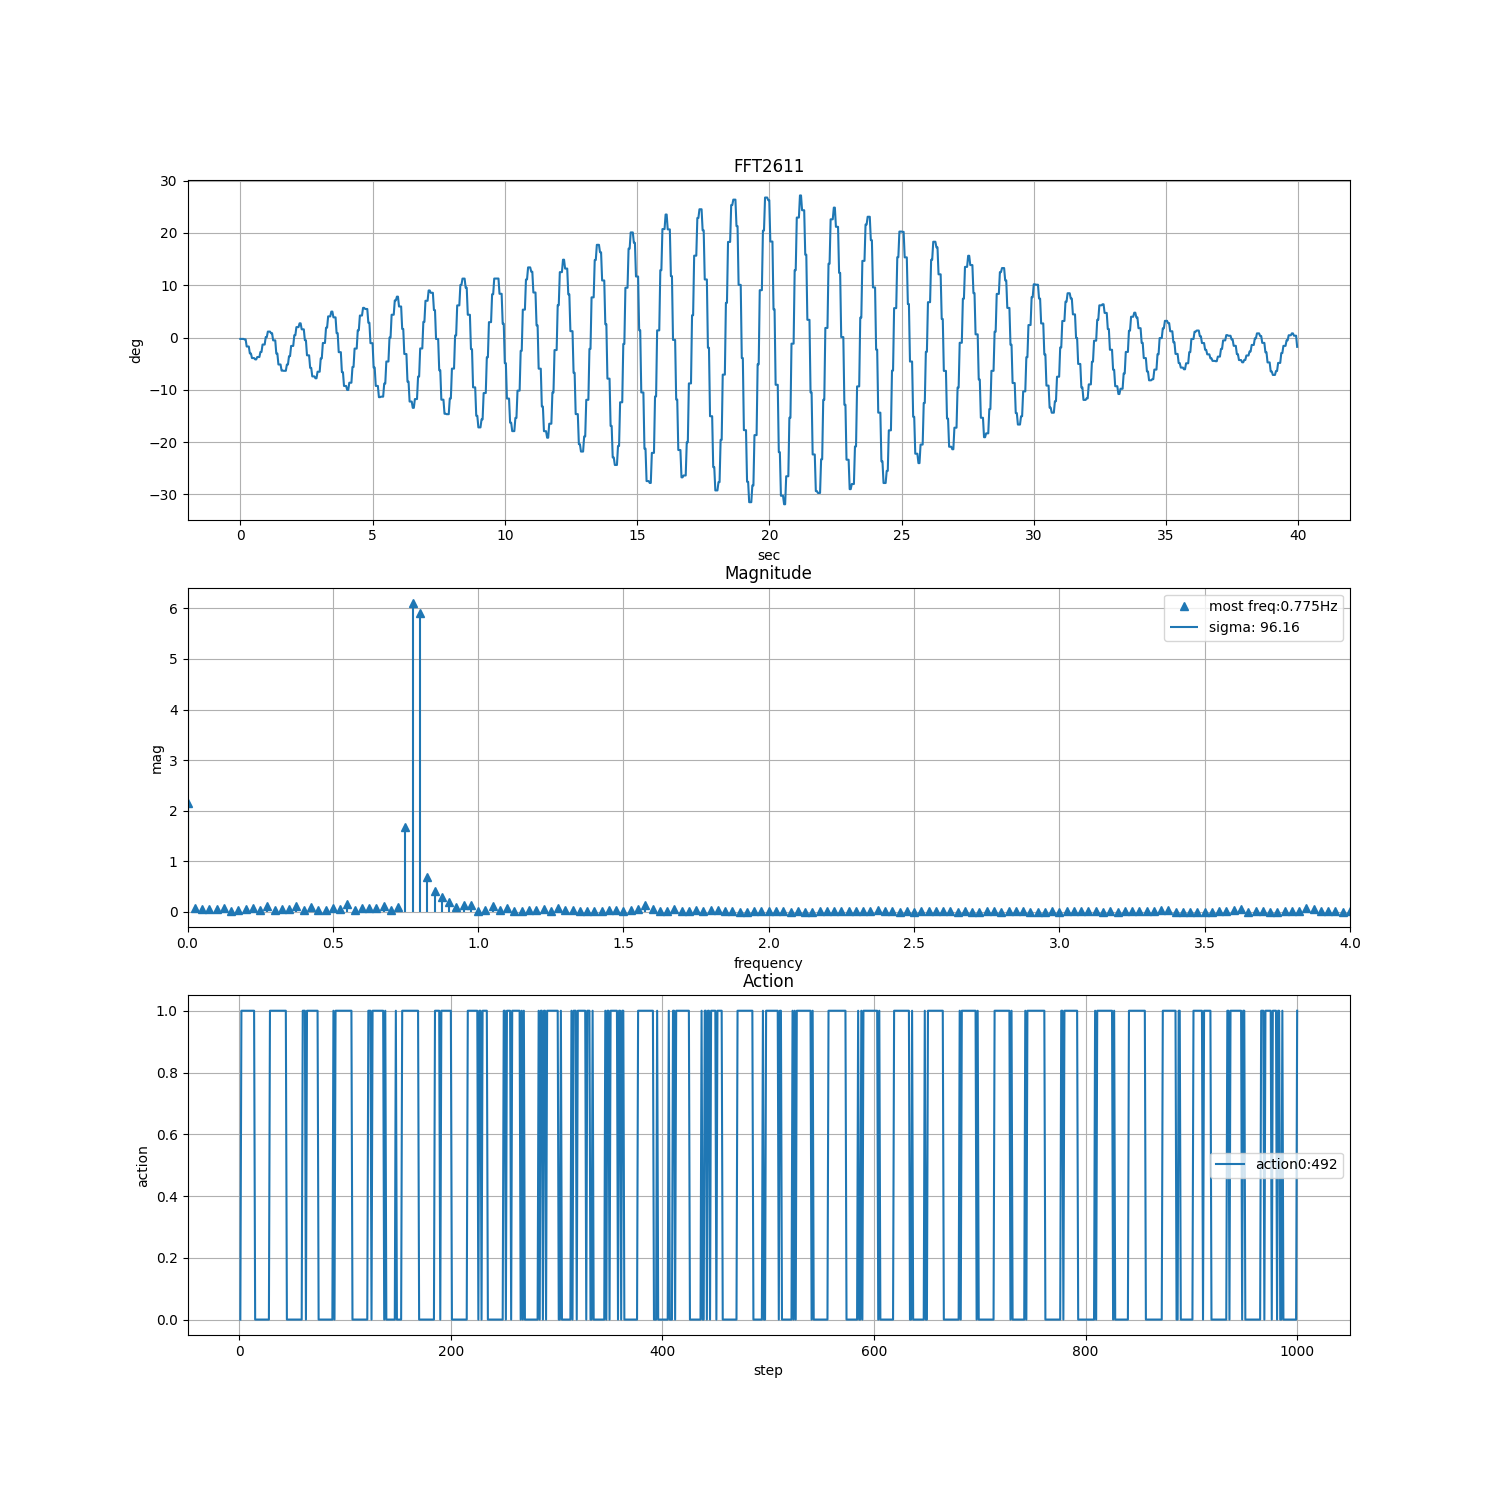 FFT2611
30
20
10
0
−10
−20
−30
deg
0 5 10 15 20 25 30 35 40
sec
Magnitude
most freq:0.775Hz
sigma: 96.16
6
5
4
3
2
1
0
mag
0.0 0.5 1.0 1.5 2.0 2.5 3.0 3.5 4.0
frequency
Action
1.0
0.8
0.6
0.4
0.2
0.0
action
action0:492
0 200 400 600 800 1000
step